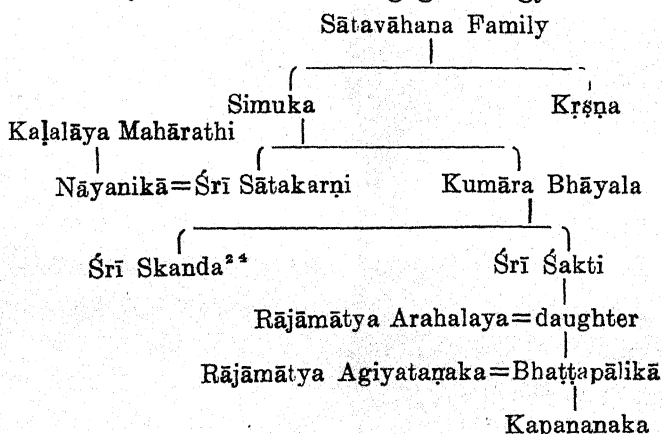 Sātavāhana Family
Simuka Kṛṣṇa
Kaḷalāya Mahārathi
Nāyanikā=Śrī Sātakarṇi Kumāra Bhāyala
Śrī Skanda²⁴ Śrī Śakti
Rājāmātya Arahalaya=daughter
Rājāmātya Agiyataṇaka=Bhaṭṭapālikā
Kapaṇanaka